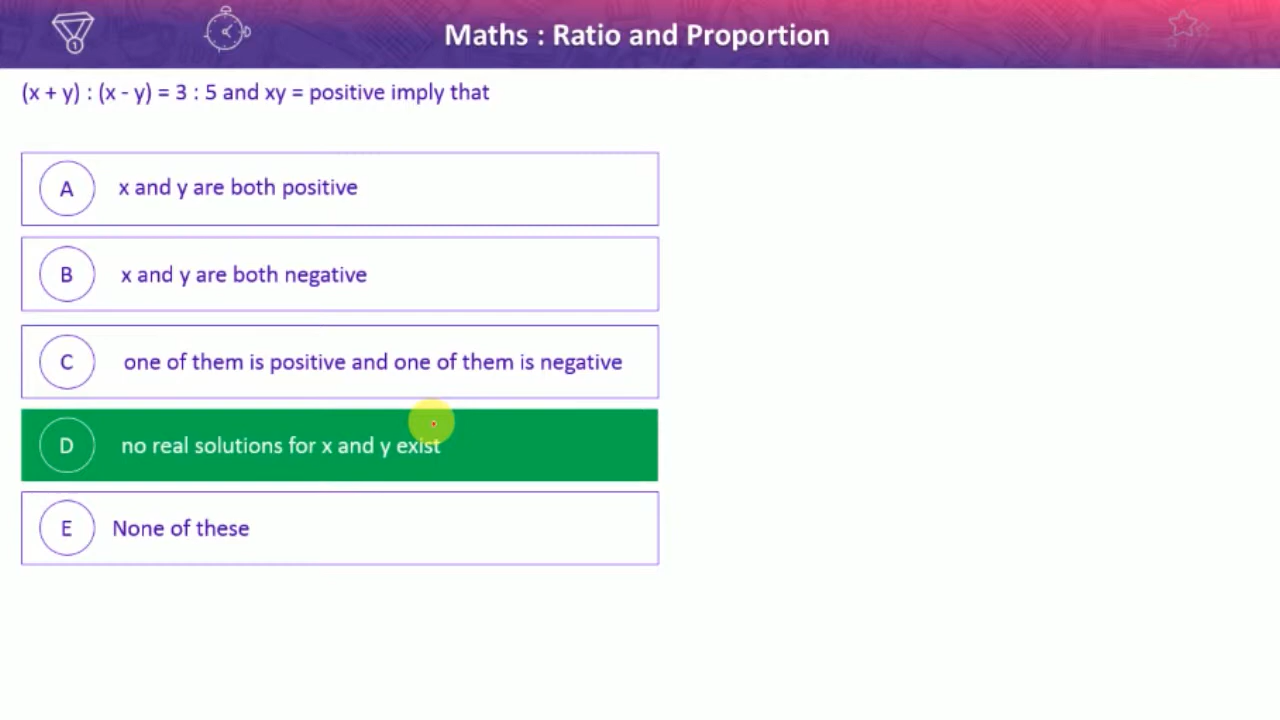 Maths : Ratio and Proportion
(x + y) : (x - y) = 3 : 5 and xy = positive imply that
A x and y are both positive
B x and y are both negative
C one of them is positive and one of them is negative
D no real solutions for x and y exist
E None of these
1